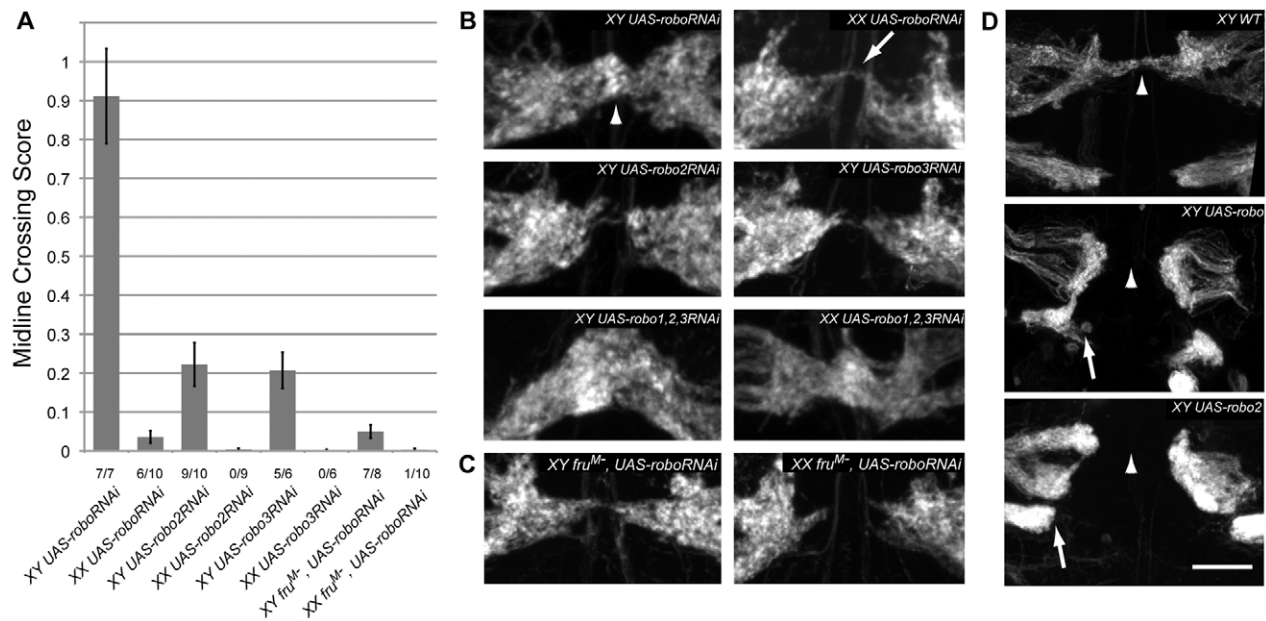 A
Midline Crossing Score
1
0.9
0.8
0.7
0.6
0.5
0.4
0.3
0.2
0.1
0
7/7 6/10 9/10 0/9 5/6 0/6 7/8 1/10
XY UAS-roboRNAi
XX UAS-roboRNAi
XY UAS-robo2RNAi
XX UAS-robo2RNAi
XY UAS-robo3RNAi
XX UAS-robo3RNAi
XY fruM-, UAS-roboRNAi
XX fruM-, UAS-roboRNAi
B
XY UAS-roboRNAi
XX UAS-roboRNAi
XY UAS-robo2RNAi
XY UAS-robo3RNAi
XY UAS-robo1,2,3RNAi
XX UAS-robo1,2,3RNAi
C
XY fruM-, UAS-roboRNAi
XX fruM-, UAS-roboRNAi
D
XY WT
XY UAS-robo
XY UAS-robo2